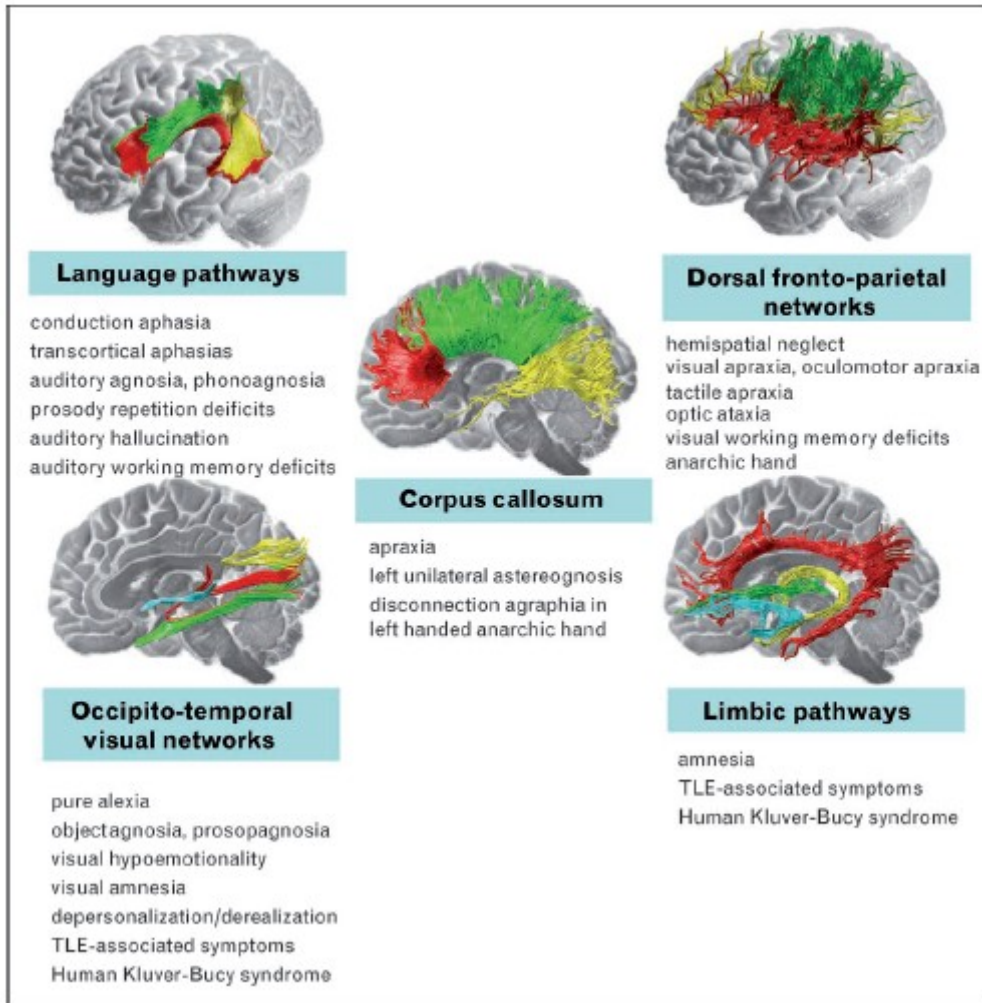 Language pathways
conduction aphasia
transcortical aphasias
auditory agnosia, phonoagnosia
prosody repetition deificits
auditory hallucination
auditory working memory deficits
Dorsal fronto-parietal
networks
hemispatial neglect
visual apraxia, oculomotor apraxia
tactile apraxia
optic ataxia
visual working memory deficits
anarchic hand
Corpus callosum
apraxia
left unilateral astereognosis
disconnection agraphia in
left handed anarchic hand
Occipito-temporal
visual networks
pure alexia
objectagnosia, prosopagnosia
visual hypoemotionality
visual amnesia
depersonalization/derealization
TLE-associated symptoms
Human Kluver-Bucy syndrome
Limbic pathways
amnesia
TLE-associated symptoms
Human Kluver-Bucy syndrome